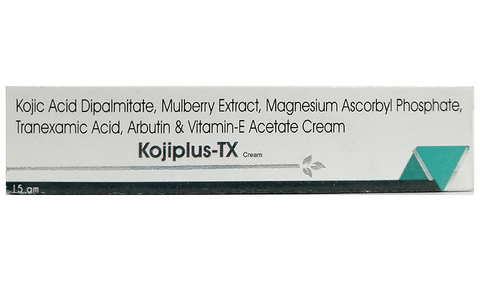 Kojic Acid Dipalmitate, Mulberry Extract, Magnesium Ascorbyl Phosphate,
Tranexamic Acid, Arbutin & Vitamin-E Acetate Cream
Kojiplus-TX Cream
15 gm